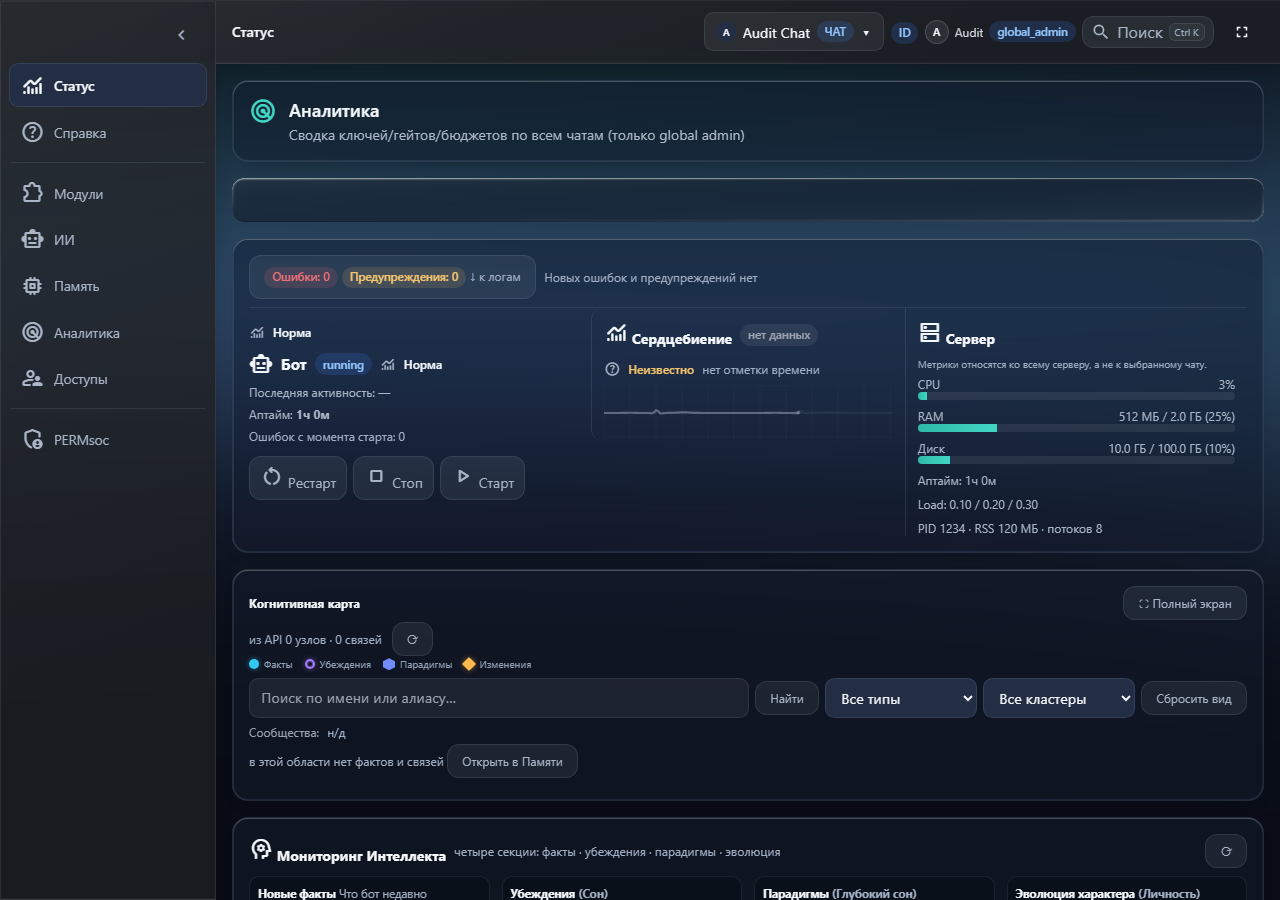 Статус
Справка
Модули
ИИ
Память
Аналитика
Доступы
PERMsoc
Статус
A Audit Chat ЧАТ ▾ ID A Audit global_admin Поиск Ctrl K
Аналитика
Сводка ключей/гейтов/бюджетов по всем чатам (только global admin)
Ошибки: 0 Предупреждения: 0 ↓ к логам Новых ошибок и предупреждений нет
Норма
Бот running Норма
Последняя активность: —
Аптайм: 1ч 0м
Ошибок с момента старта: 0
Рестарт Стоп Старт
Сердцебиение нет данных
Неизвестно нет отметки времени
Сервер
Метрики относятся ко всему серверу, а не к выбранному чату.
CPU 3%
RAM 512 МБ / 2.0 ГБ (25%)
Диск 10.0 ГБ / 100.0 ГБ (10%)
Аптайм: 1ч 0м
Load: 0.10 / 0.20 / 0.30
PID 1234 · RSS 120 МБ · потоков 8
Когнитивная карта
Полный экран
из API 0 узлов · 0 связей
Факты Убеждения Парадигмы Изменения
Поиск по имени или алиасу... Найти Все типы Все кластеры Сбросить вид
Сообщества: н/д
в этой области нет фактов и связей Открыть в Памяти
Мониторинг Интеллекта четыре секции: факты · убеждения · парадигмы · эволюция
Новые факты Что бот недавно
Убеждения (Сон)
Парадигмы (Глубокий сон)
Эволюция характера (Личность)